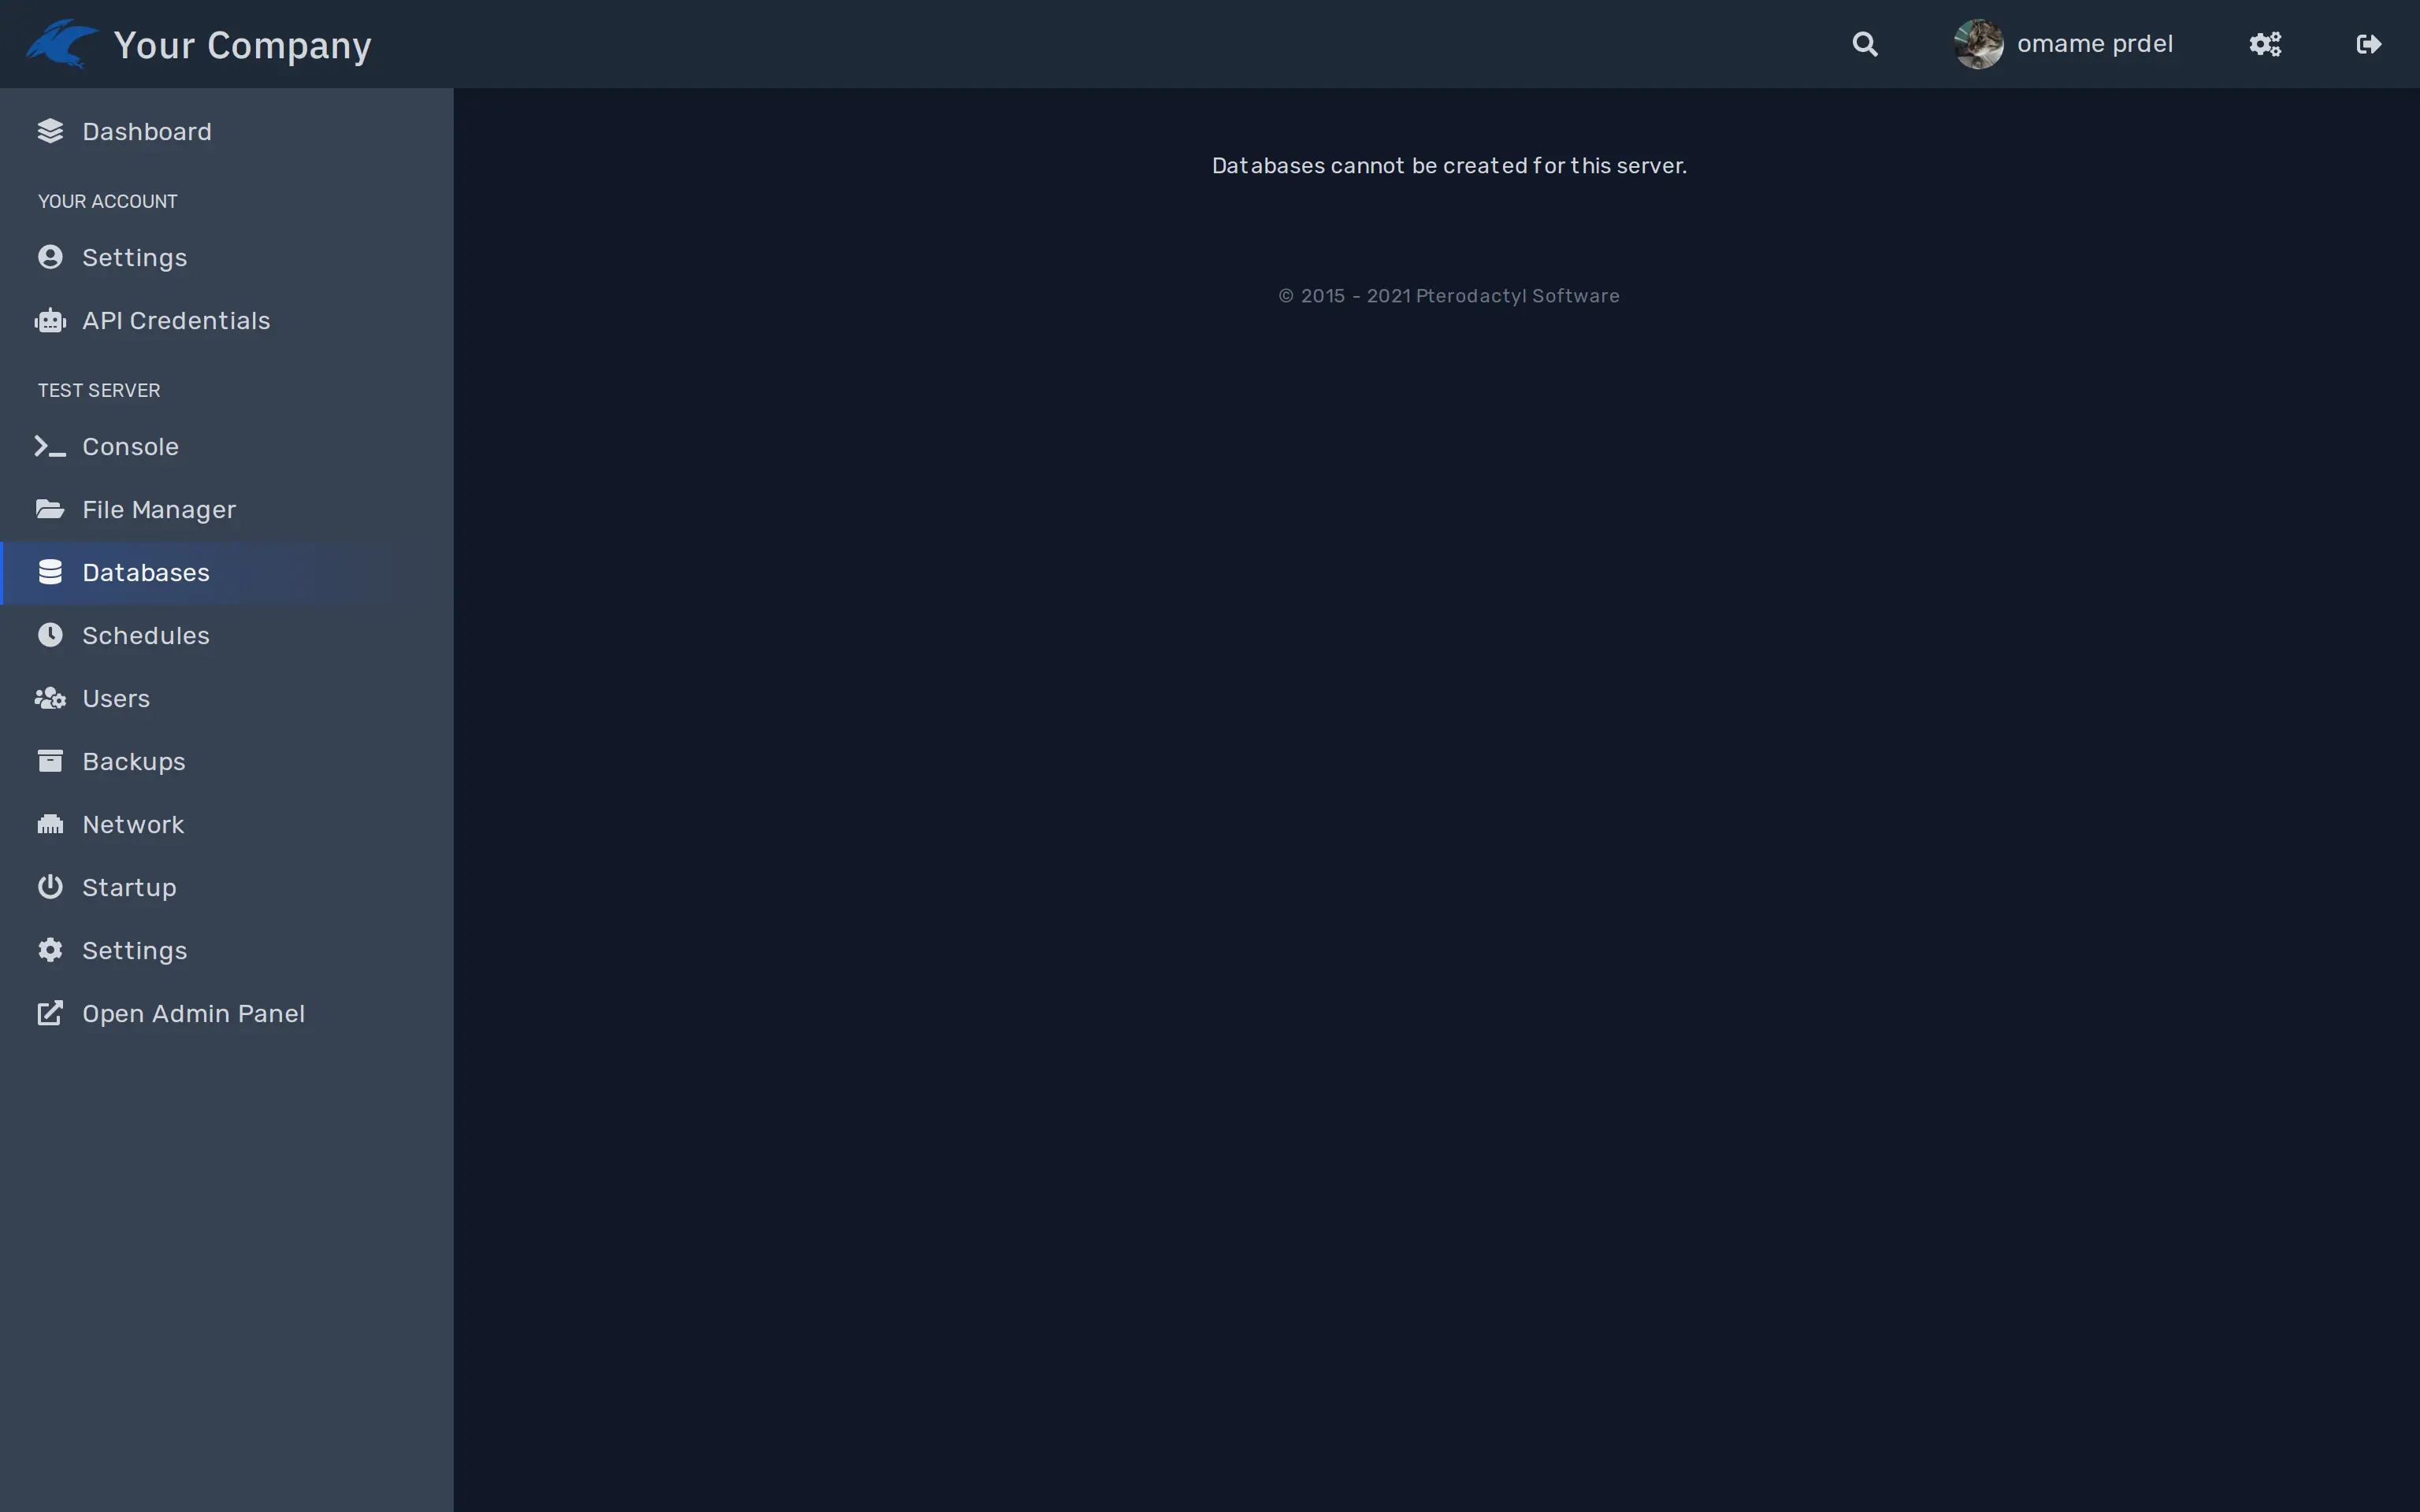 Your Company
omame prdel
Dashboard
YOUR ACCOUNT
Settings
API Credentials
TEST SERVER
Console
File Manager
Databases
Schedules
Users
Backups
Network
Startup
Settings
Open Admin Panel
Databases cannot be created for this server.
© 2015 - 2021 Pterodactyl Software